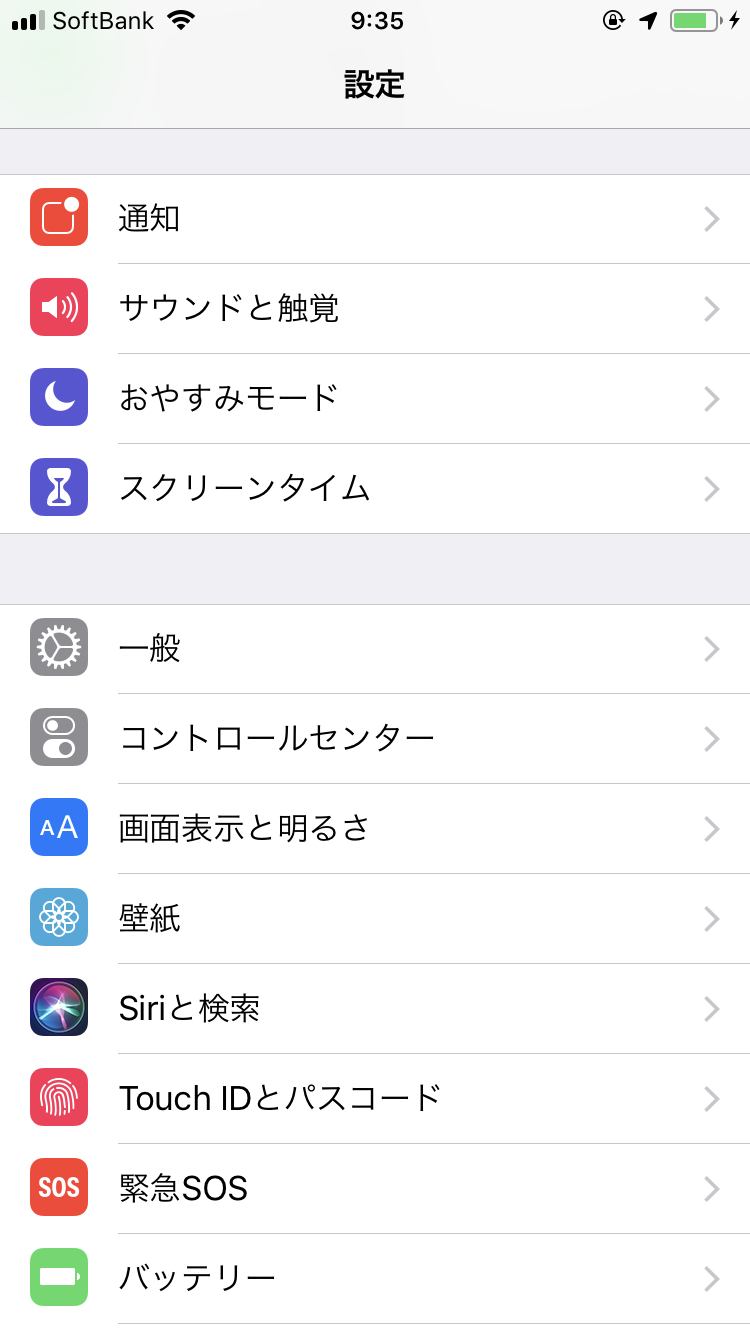 SoftBank 9:35
設定
通知
サウンドと触覚
おやすみモード
スクリーンタイム
一般
コントロールセンター
AA 画面表示と明るさ
壁紙
Siriと検索
Touch IDとパスコード
SOS 緊急SOS
バッテリー